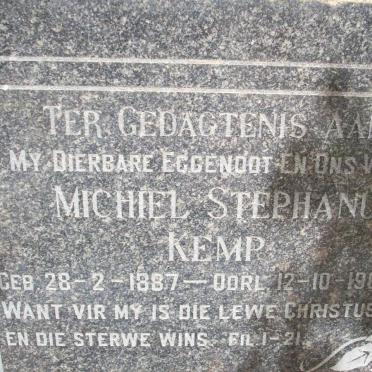 TER GEDAGTENIS AAN
MY DIERBARE EGGENOOT EN ONS
MICHIEL STEPHANU
KEMP
GEB. 28-2-1887 — OORL. 12-10-19
WANT VIR MY IS DIE LEWE CHRISTUS
EN DIE STERWE WINS. FIL. 1-21.